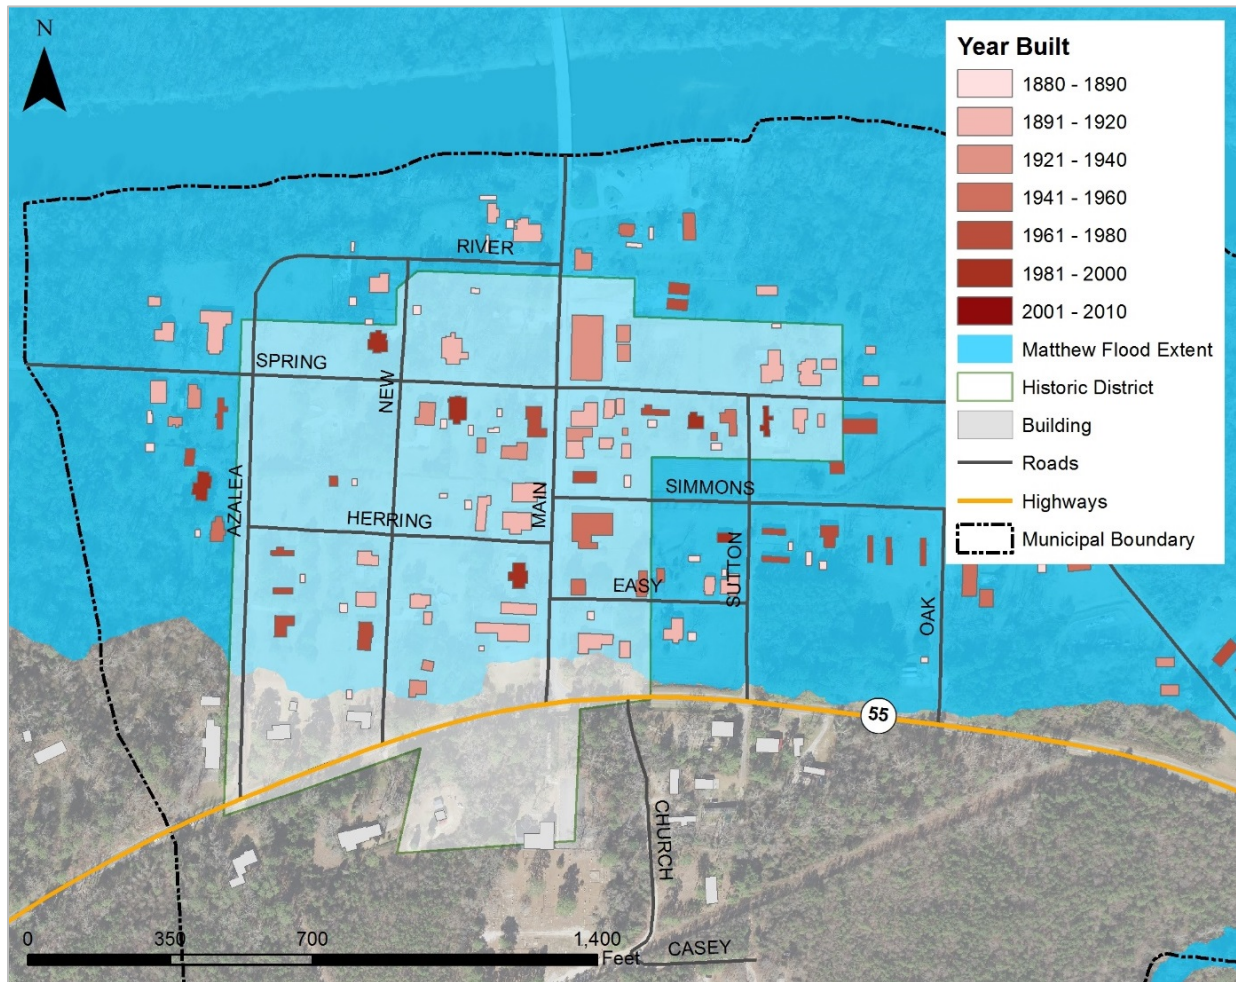 N
Year Built
1880 - 1890
1891 - 1920
1921 - 1940
1941 - 1960
1961 - 1980
1981 - 2000
2001 - 2010
Matthew Flood Extent
Historic District
Building
Roads
Highways
Municipal Boundary
RIVER
SPRING
NEW
AZALEA
HERRING
MAIN
SIMMONS
EASY
SUTTON
OAK
55
CHURCH
CASEY
0 350 700 1,400
Feet